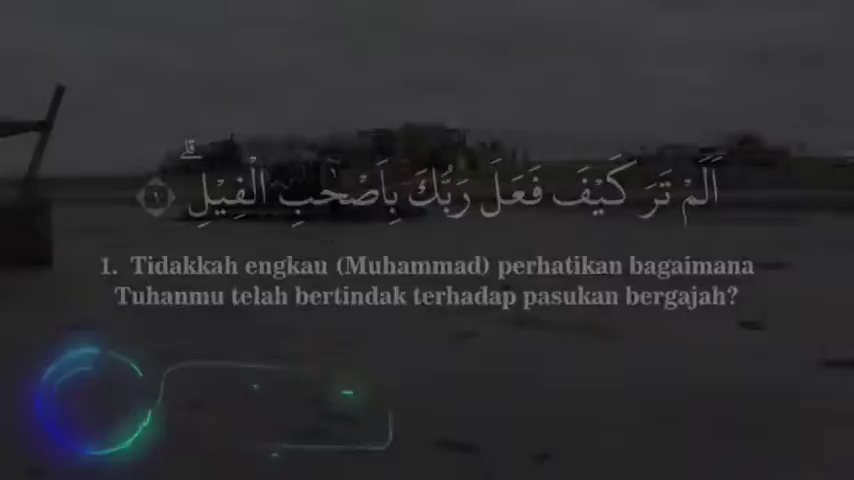 اَلَمْ تَرَ كَيْفَ فَعَلَ رَبُّكَ بِاَصْحٰبِ الْفِيْلِۗ ۝١
1. Tidakkah engkau (Muhammad) perhatikan bagaimana
Tuhanmu telah bertindak terhadap pasukan bergajah?